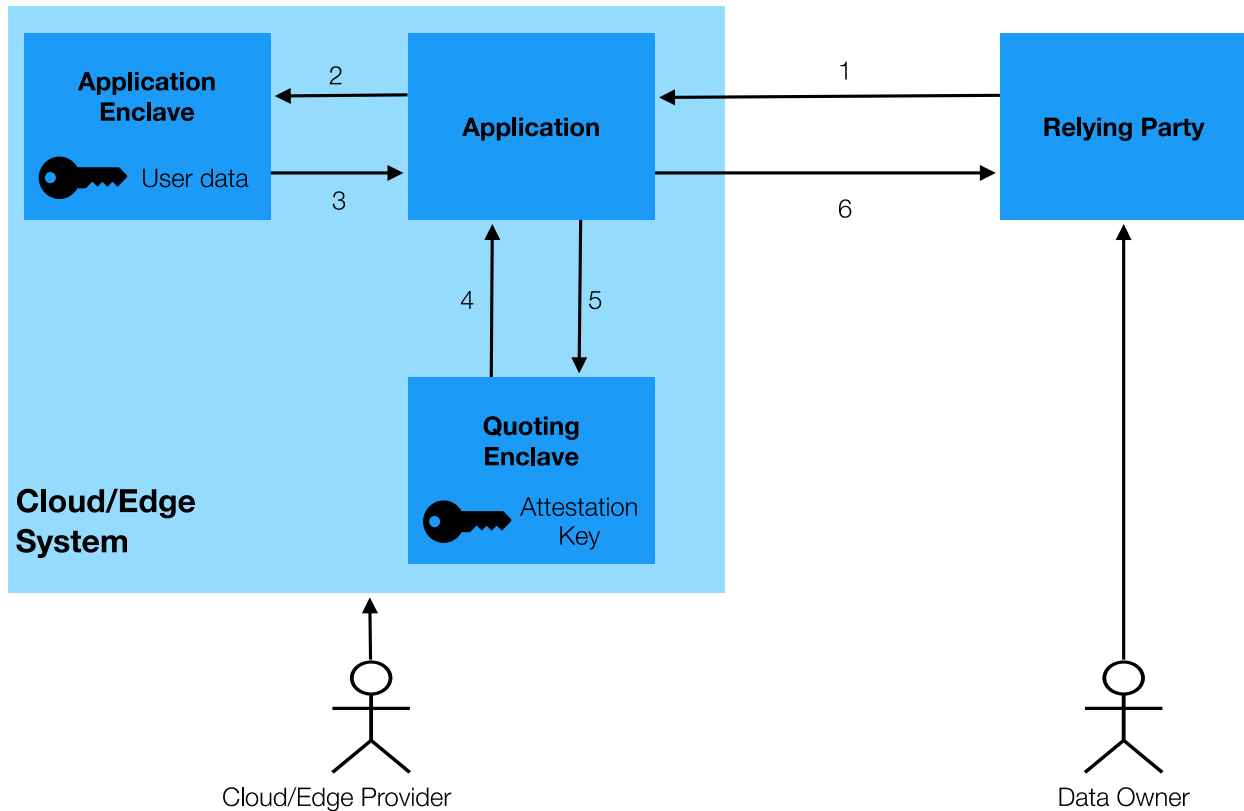 Application
Enclave
User data
2
3
Application
1
6
Relying Party
4
5
Quoting
Enclave
Attestation
Key
Cloud/Edge
System
Cloud/Edge Provider
Data Owner